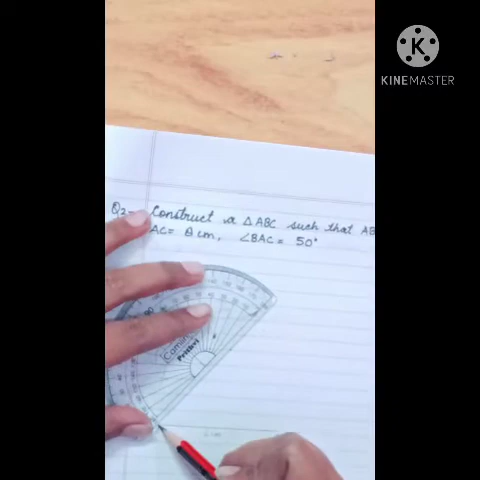 KINEMASTER
Q2- Construct a △ ABC such that AB
AC= 8 cm, ∠BAC = 50°